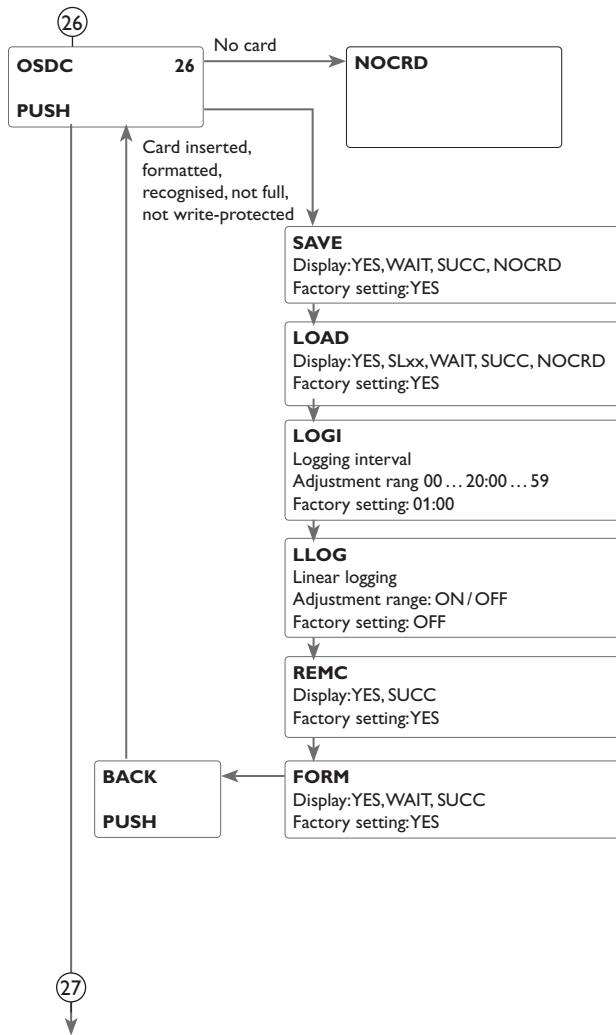 26
OSDC 26
PUSH
No card
NOCRD
Card inserted,
formatted,
recognised, not full,
not write-protected
SAVE
Display:YES,WAIT, SUCC, NOCRD
Factory setting:YES
LOAD
Display:YES, SLxx,WAIT, SUCC, NOCRD
Factory setting:YES
LOGI
Logging interval
Adjustment rang 00 … 20:00 … 59
Factory setting: 01:00
LLOG
Linear logging
Adjustment range: ON / OFF
Factory setting: OFF
REMC
Display:YES, SUCC
Factory setting:YES
FORM
Display:YES,WAIT, SUCC
Factory setting:YES
BACK
PUSH
27